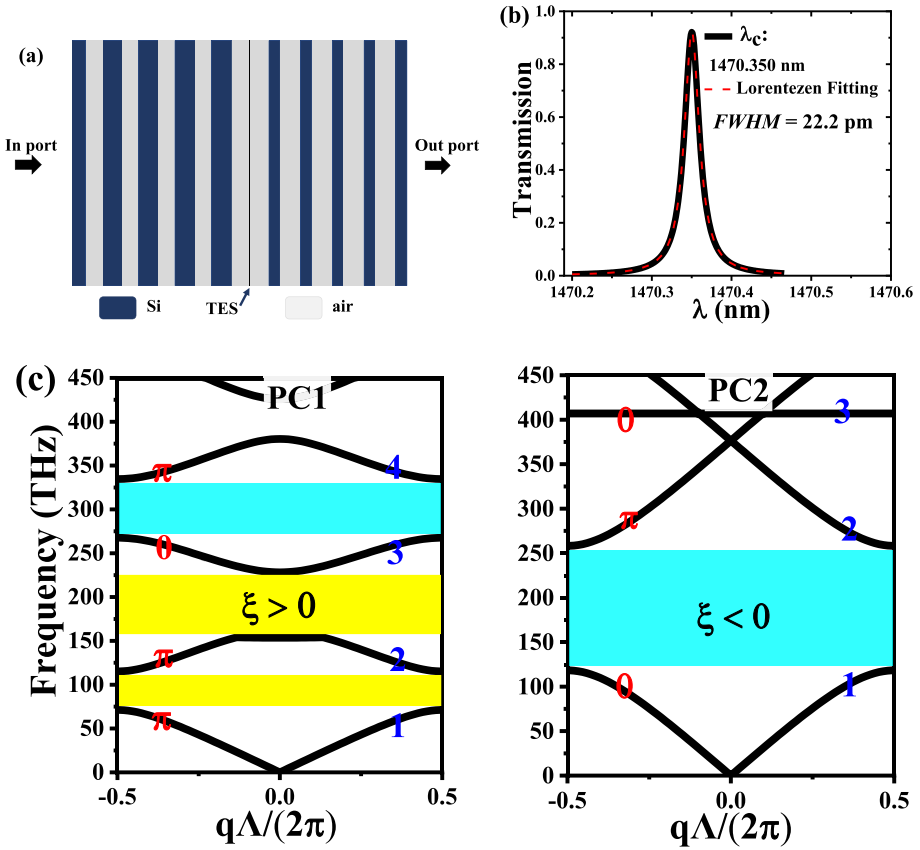 (a)
In port
Out port
Si
TES
air
(b)
Transmission
1.0
0.8
0.6
0.4
0.2
0.0
λc:
1470.350 nm
Lorentezen Fitting
FWHM = 22.2 pm
1470.2 1470.3 1470.4 1470.5 1470.6
λ (nm)
(c)
Frequency (THz)
450
400
350
300
250
200
150
100
50
0
PC1
π 4
0 3
ξ > 0
π 2
π 1
-0.5 0.0 0.5
qΛ/(2π)
450
400
350
300
250
200
150
100
50
0
PC2
0 3
π 2
ξ < 0
0 1
-0.5 0.0 0.5
qΛ/(2π)